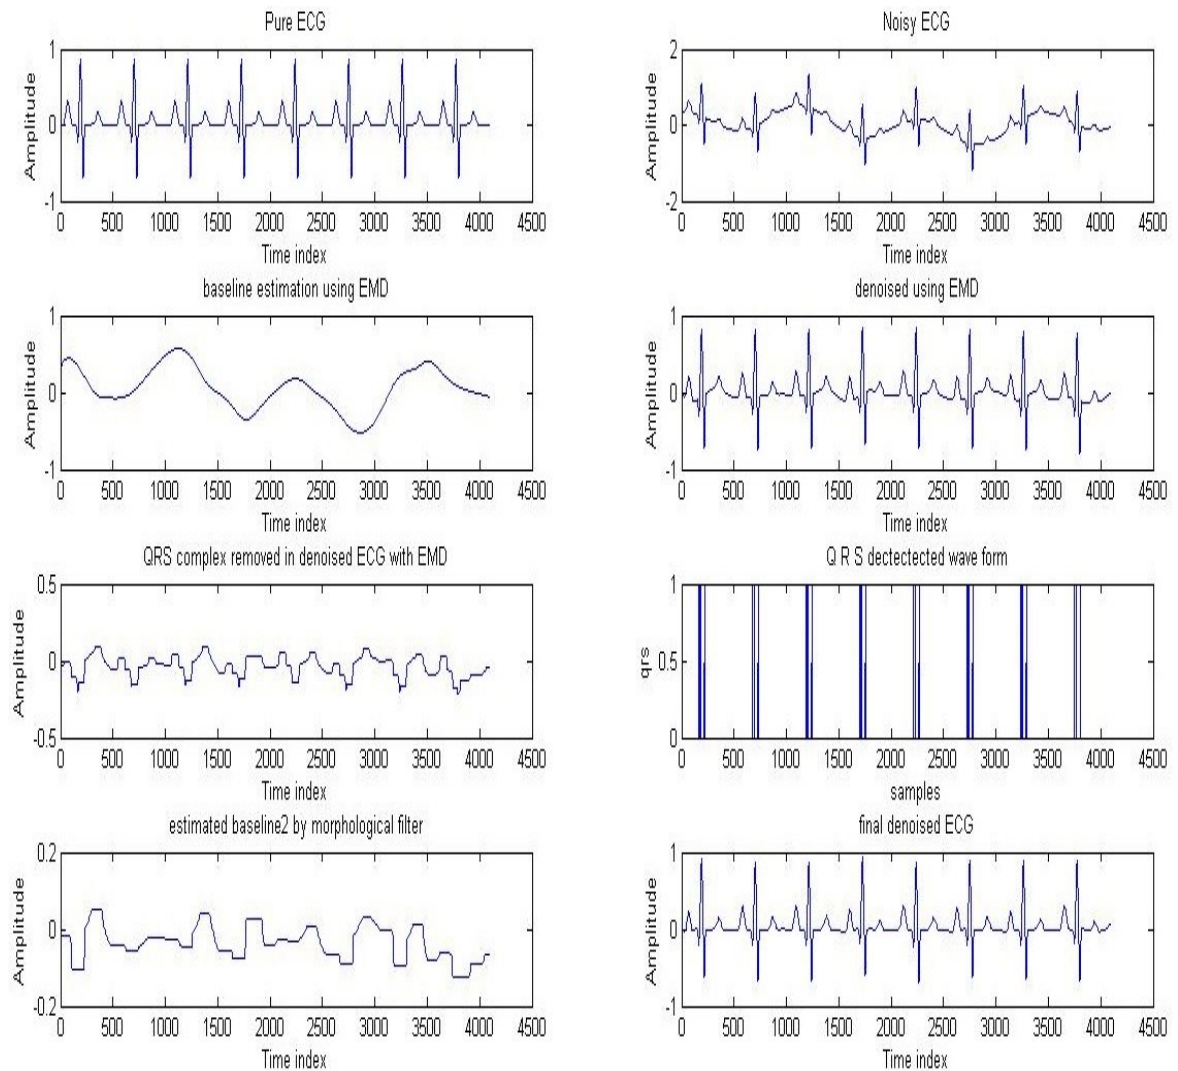 Pure ECG
1
0
-1
Amplitude
0 500 1000 1500 2000 2500 3000 3500 4000 4500
Time index
Noisy ECG
2
0
-2
Amplitude
0 500 1000 1500 2000 2500 3000 3500 4000 4500
Time index
baseline estimation using EMD
1
0
-1
Amplitude
0 500 1000 1500 2000 2500 3000 3500 4000 4500
Time index
denoised using EMD
1
0
-1
Amplitude
0 500 1000 1500 2000 2500 3000 3500 4000 4500
Time index
QRS complex removed in denoised ECG with EMD
0.5
0
-0.5
Amplitude
0 500 1000 1500 2000 2500 3000 3500 4000 4500
Time index
Q R S dectectected wave form
1
0.5
0
qrs
0 500 1000 1500 2000 2500 3000 3500 4000 4500
samples
estimated baseline2 by morphological filter
0.2
0
-0.2
Amplitude
0 500 1000 1500 2000 2500 3000 3500 4000 4500
Time index
final denoised ECG
1
0
-1
Amplitude
0 500 1000 1500 2000 2500 3000 3500 4000 4500
Time index